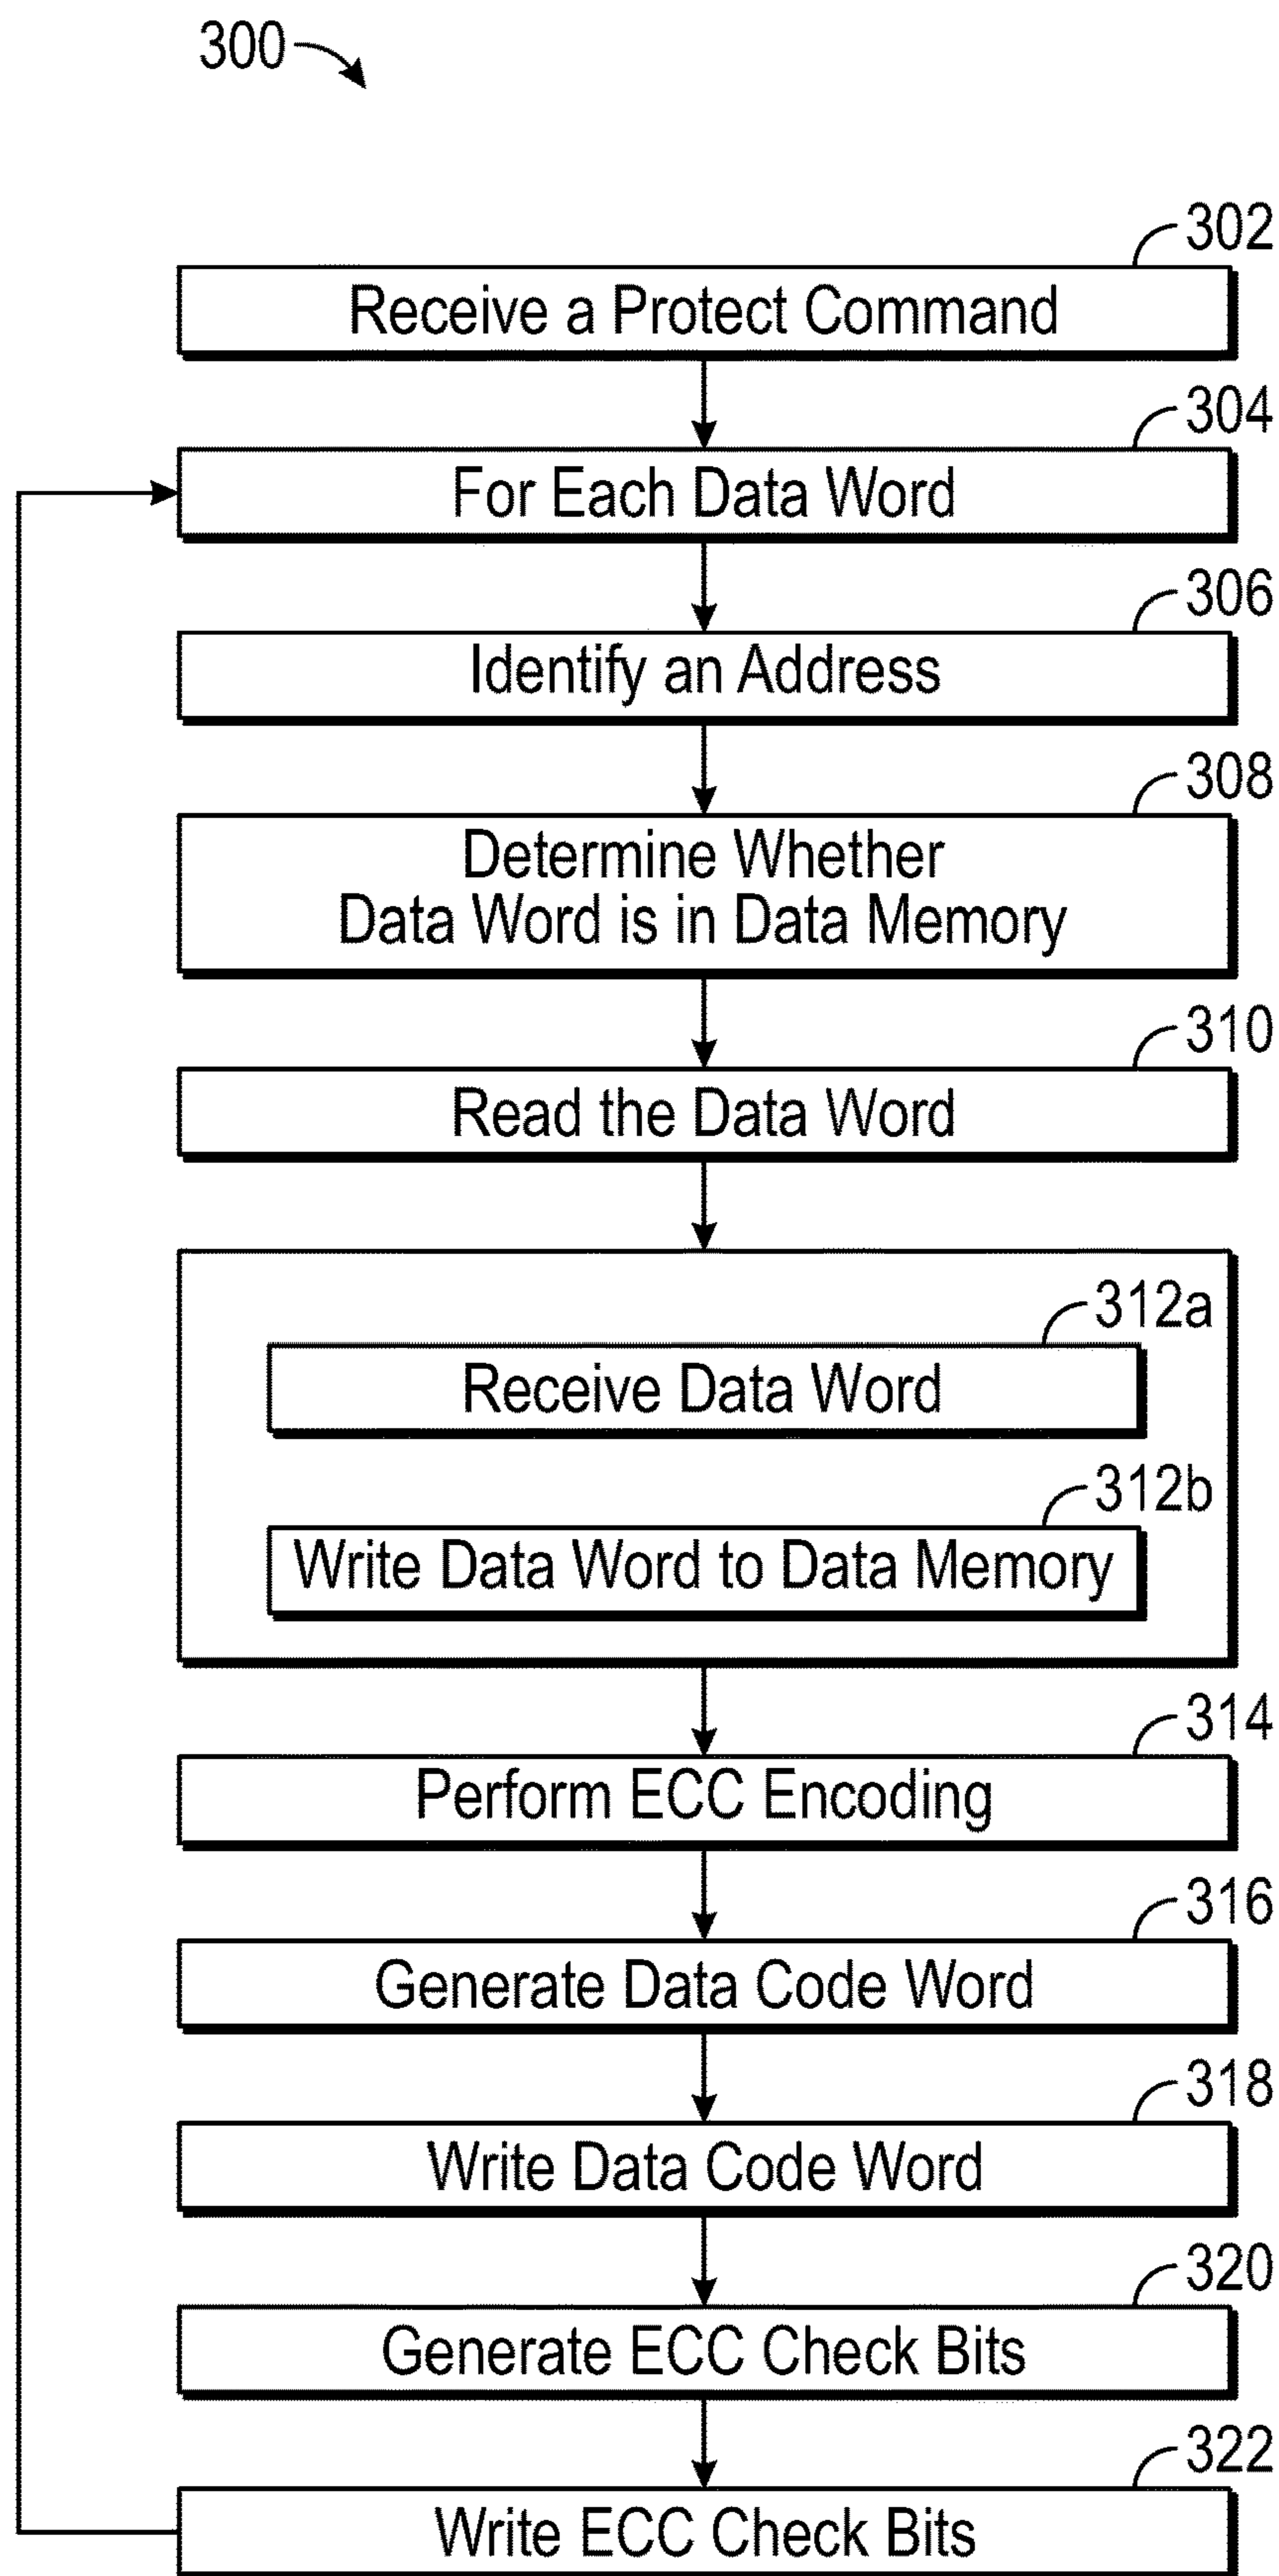 300
302
Receive a Protect Command
304
For Each Data Word
306
Identify an Address
308
Determine Whether
Data Word is in Data Memory
310
Read the Data Word
312a
Receive Data Word
312b
Write Data Word to Data Memory
314
Perform ECC Encoding
316
Generate Data Code Word
318
Write Data Code Word
320
Generate ECC Check Bits
322
Write ECC Check Bits